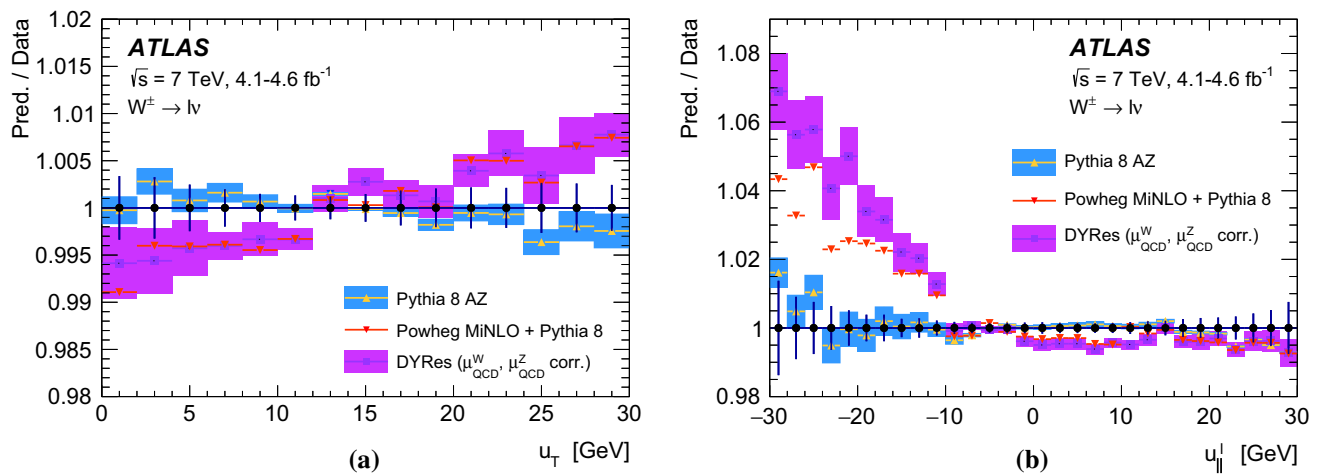 Pred. / Data
1.02
1.015
1.01
1.005
1
0.995
0.99
0.985
0.98
ATLAS
√s = 7 TeV, 4.1-4.6 fb⁻¹
W± → lν
Pythia 8 AZ
Powheg MiNLO + Pythia 8
DYRes (μ^W_QCD, μ^Z_QCD corr.)
0 5 10 15 20 25 30
u_T [GeV]
(a)
Pred. / Data
1.08
1.06
1.04
1.02
1
0.98
ATLAS
√s = 7 TeV, 4.1-4.6 fb⁻¹
W± → lν
Pythia 8 AZ
Powheg MiNLO + Pythia 8
DYRes (μ^W_QCD, μ^Z_QCD corr.)
−30 −20 −10 0 10 20 30
u^l_∥ [GeV]
(b)